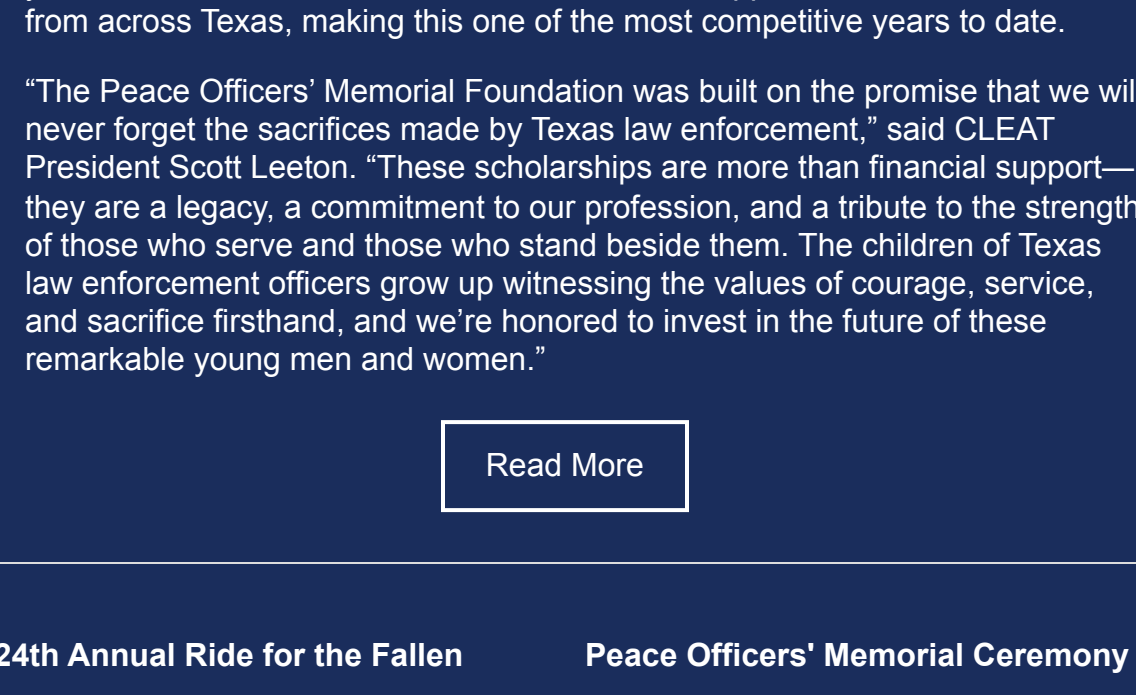 from across Texas, making this one of the most competitive years to date.
“The Peace Officers’ Memorial Foundation was built on the promise that we wil
never forget the sacrifices made by Texas law enforcement,” said CLEAT
President Scott Leeton. “These scholarships are more than financial support—
they are a legacy, a commitment to our profession, and a tribute to the strength
of those who serve and those who stand beside them. The children of Texas
law enforcement officers grow up witnessing the values of courage, service,
and sacrifice firsthand, and we’re honored to invest in the future of these
remarkable young men and women.”
Read More
24th Annual Ride for the Fallen
Peace Officers' Memorial Ceremony